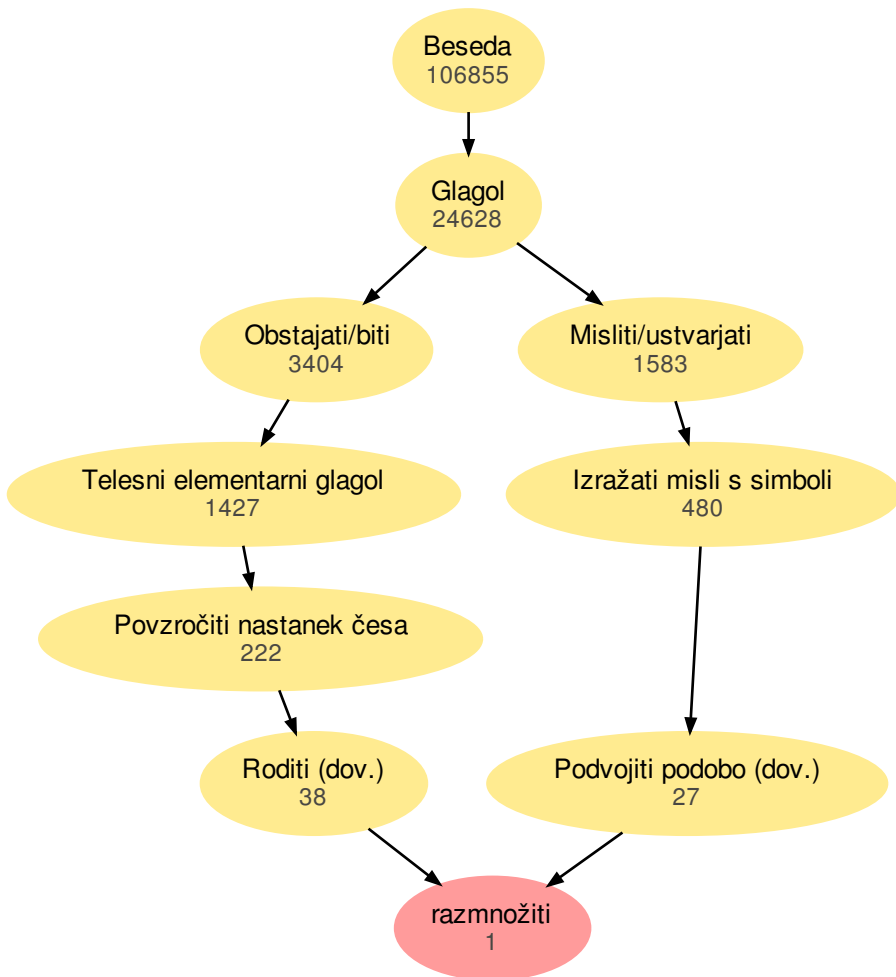 Beseda
106855
Glagol
24628
Obstajati/biti
3404
Misliti/ustvarjati
1583
Telesni elementarni glagol
1427
Izražati misli s simboli
480
Povzročiti nastanek česa
222
Roditi (dov.)
38
Podvojiti podobo (dov.)
27
razmnožiti
1